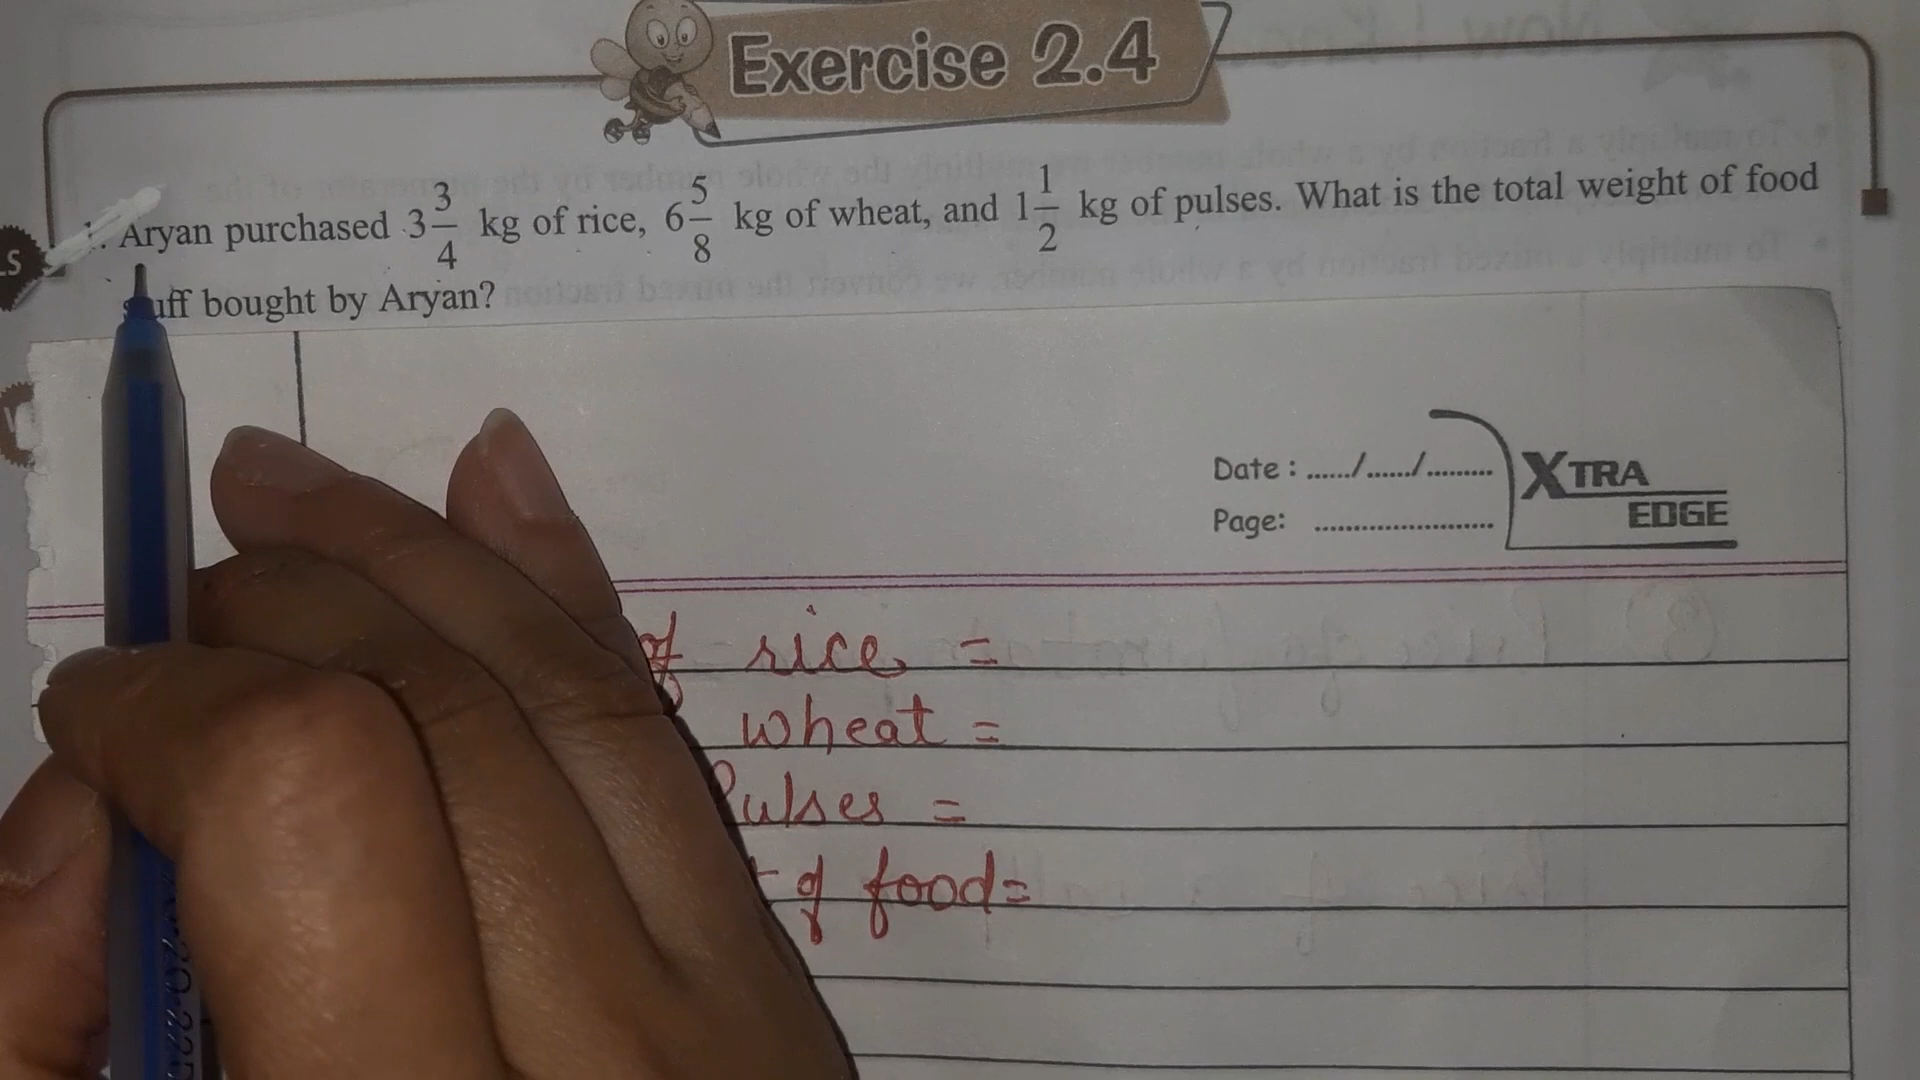 Exercise 2.4
Aryan purchased 3 3/4 kg of rice, 6 5/8 kg of wheat, and 1 1/2 kg of pulses. What is the total weight of food
bought by Aryan?
Date : ....../....../.........
Page: ........................
XTRA
EDGE
of rice =
wheat =
Pulses =
of food=